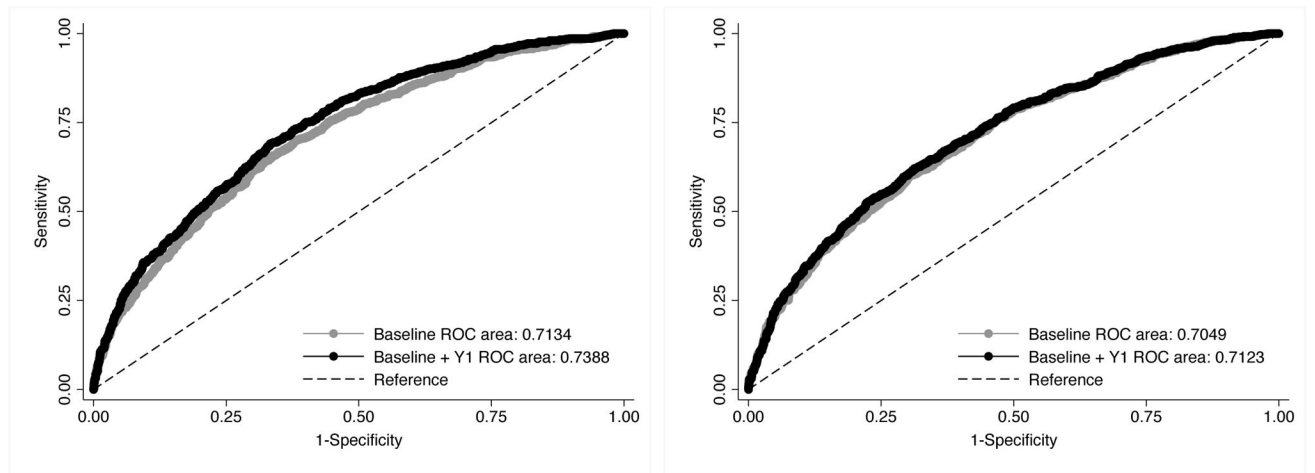 1.00
0.75
0.50
0.25
0.00
Sensitivity
Baseline ROC area: 0.7134
Baseline + Y1 ROC area: 0.7388
Reference
0.00 0.25 0.50 0.75 1.00
1-Specificity
1.00
0.75
0.50
0.25
0.00
Sensitivity
Baseline ROC area: 0.7049
Baseline + Y1 ROC area: 0.7123
Reference
0.00 0.25 0.50 0.75 1.00
1-Specificity